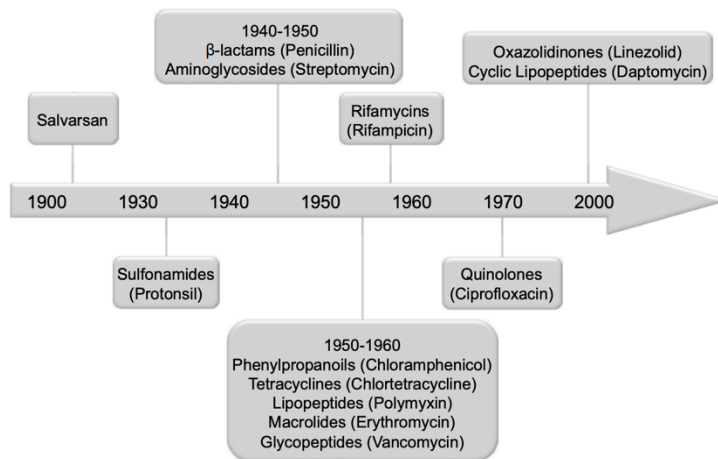 1940-1950
β-lactams (Penicillin)
Aminoglycosides (Streptomycin)
Oxazolidinones (Linezolid)
Cyclic Lipopeptides (Daptomycin)
Salvarsan
Rifamycins
(Rifampicin)
1900 1930 1940 1950 1960 1970 2000
Sulfonamides
(Protonsil)
Quinolones
(Ciprofloxacin)
1950-1960
Phenylpropanoils (Chloramphenicol)
Tetracyclines (Chlortetracycline)
Lipopeptides (Polymyxin)
Macrolides (Erythromycin)
Glycopeptides (Vancomycin)